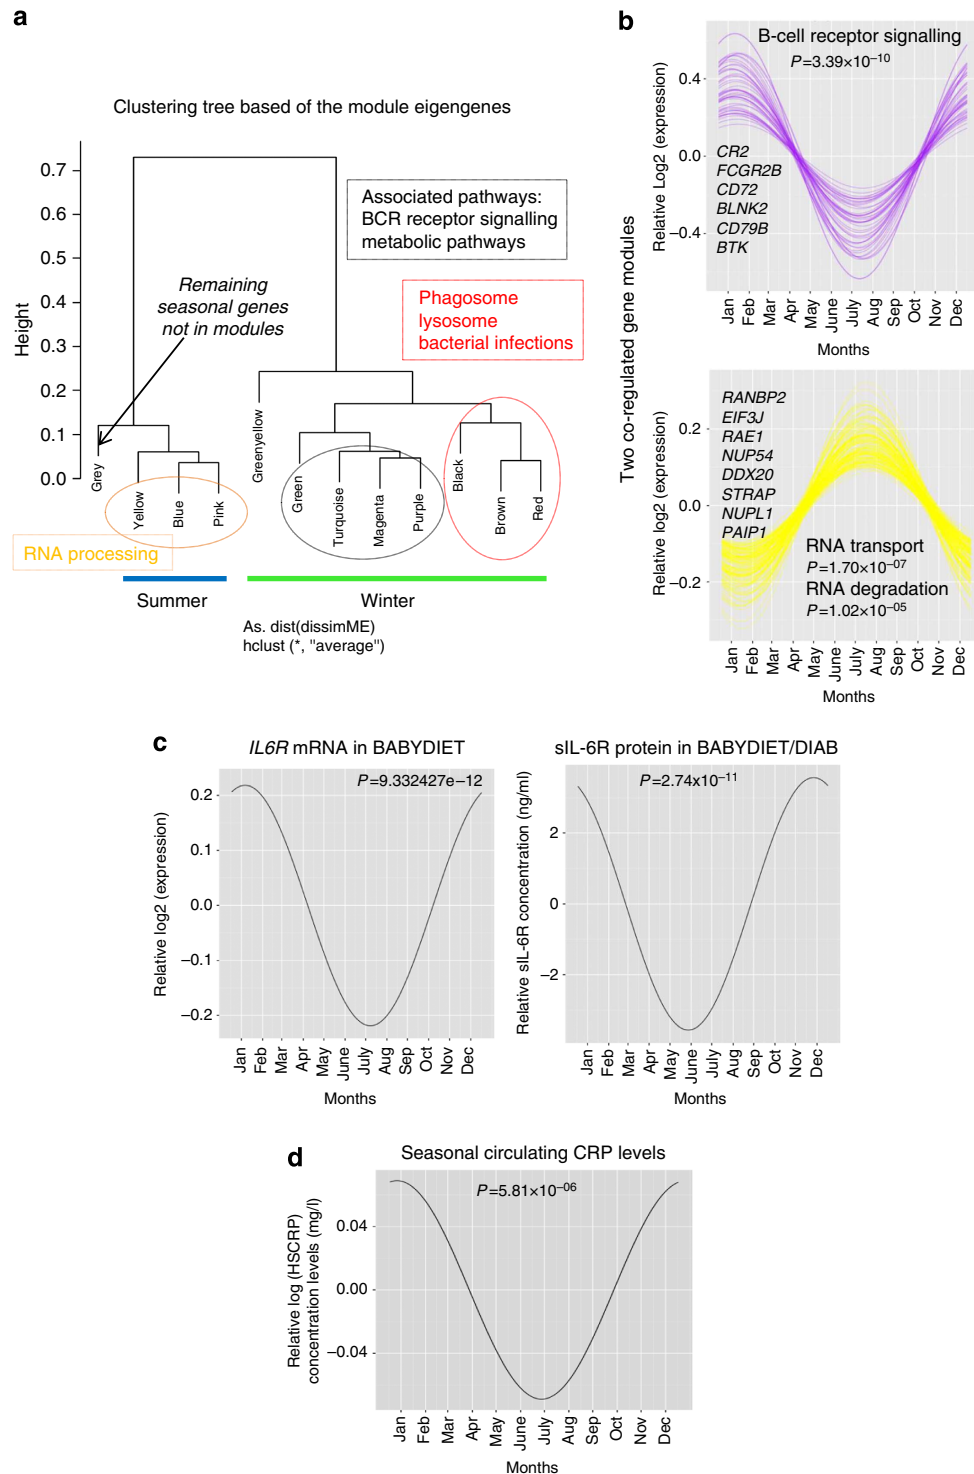 a
Clustering tree based of the module eigengenes
Height
0.7
0.6
0.5
0.4
0.3
0.2
0.1
0.0
Associated pathways:
BCR receptor signalling
metabolic pathways
Remaining
seasonal genes
not in modules
Phagosome
lysosome
bacterial infections
Grey
Yellow
Blue
Pink
Greenyellow
Green
Turquoise
Magenta
Purple
Black
Brown
Red
RNA processing
Summer
Winter
As. dist(dissimME)
hclust (*, "average")
b
Two co-regulated gene modules
B-cell receptor signalling
P=3.39×10−10
Relative Log2 (expression)
0.4
0.0
−0.4
CR2
FCGR2B
CD72
BLNK2
CD79B
BTK
Jan
Feb
Mar
Apr
May
June
July
Aug
Sep
Oct
Nov
Dec
Months
Relative log2 (expression)
0.2
0.0
−0.2
RANBP2
EIF3J
RAE1
NUP54
DDX20
STRAP
NUPL1
PAIP1
RNA transport
P=1.70×10−07
RNA degradation
P=1.02×10−05
Jan
Feb
Mar
Apr
May
June
July
Aug
Sep
Oct
Nov
Dec
Months
c
IL6R mRNA in BABYDIET
P=9.332427e−12
Relative log2 (expression)
0.2
0.1
0.0
−0.1
−0.2
Jan
Feb
Mar
Apr
May
June
July
Aug
Sep
Oct
Nov
Dec
Months
sIL-6R protein in BABYDIET/DIAB
P=2.74x10−11
Relative sIL-6R concentration (ng/ml)
2
0
−2
Jan
Feb
Mar
Apr
May
June
July
Aug
Sep
Oct
Nov
Dec
Months
d
Seasonal circulating CRP levels
P=5.81×10−06
Relative log (HSCRP)
concentration levels (mg/l)
0.04
0.00
−0.04
Jan
Feb
Mar
Apr
May
June
July
Aug
Sep
Oct
Nov
Dec
Months